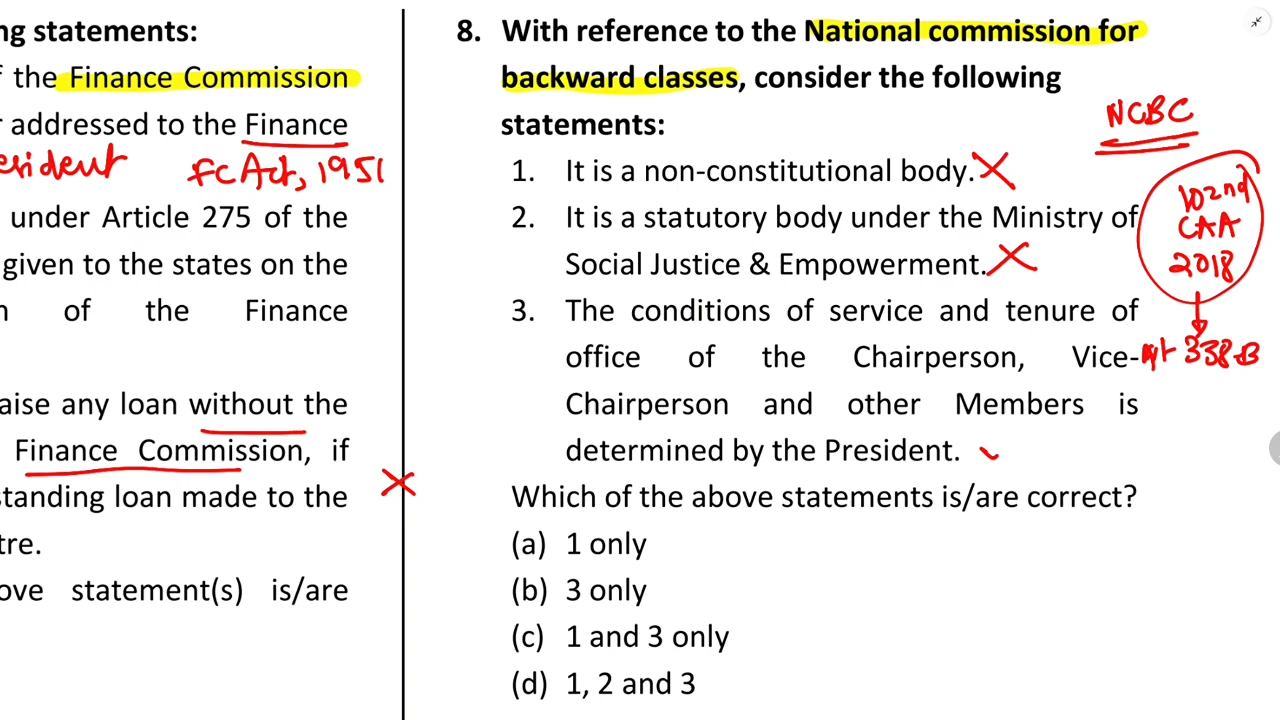 ng statements:
f the Finance Commission
r addressed to the Finance
esident FC Act, 1951
under Article 275 of the
given to the states on the
n of the Finance
aise any loan without the
Finance Commission, if
standing loan made to the
tre.
ove statement(s) is/are
8. With reference to the National commission for
backward classes, consider the following
statements:
1. It is a non-constitutional body.
2. It is a statutory body under the Ministry of
Social Justice & Empowerment.
3. The conditions of service and tenure of
office of the Chairperson, Vice-
Chairperson and other Members is
determined by the President.
Which of the above statements is/are correct?
(a) 1 only
(b) 3 only
(c) 1 and 3 only
(d) 1, 2 and 3
NCBC
102nd
CAA
2018
Art 338B